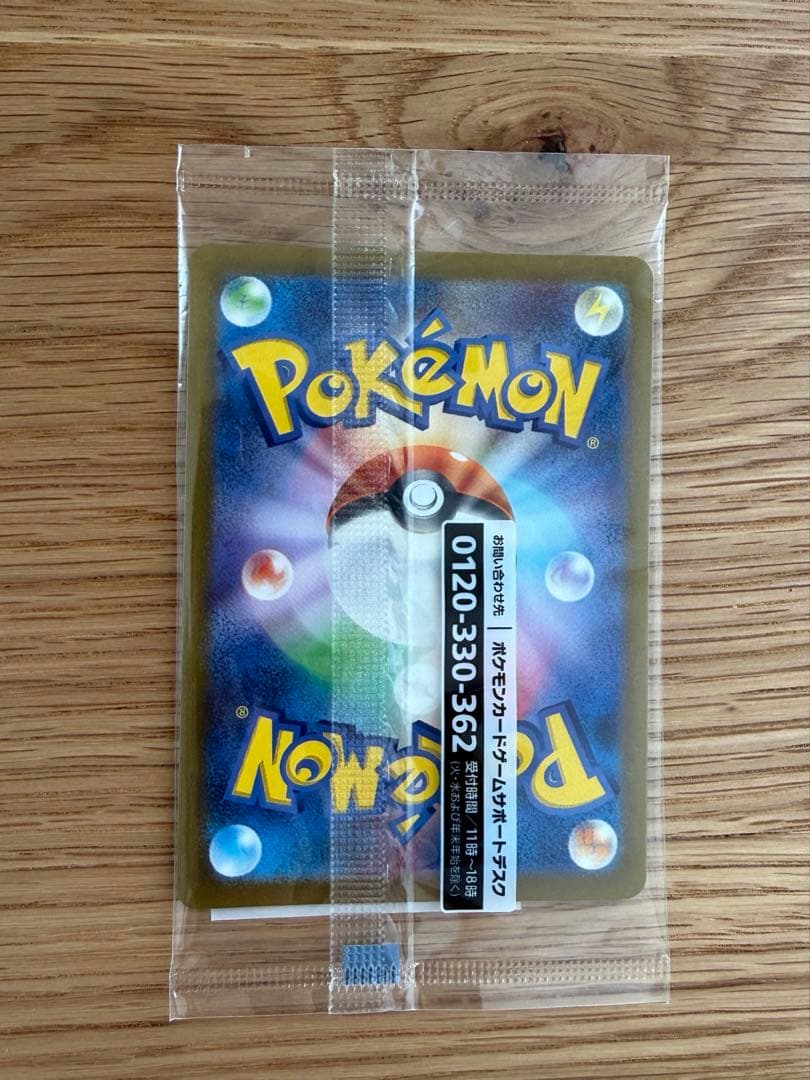 POKéMON
®
お問い合わせ先｜ポケモンカードゲームサポートデスク
0120-330-362 受付時間／11時～18時
(火・水および年末年始を除く)
®
POKéMON